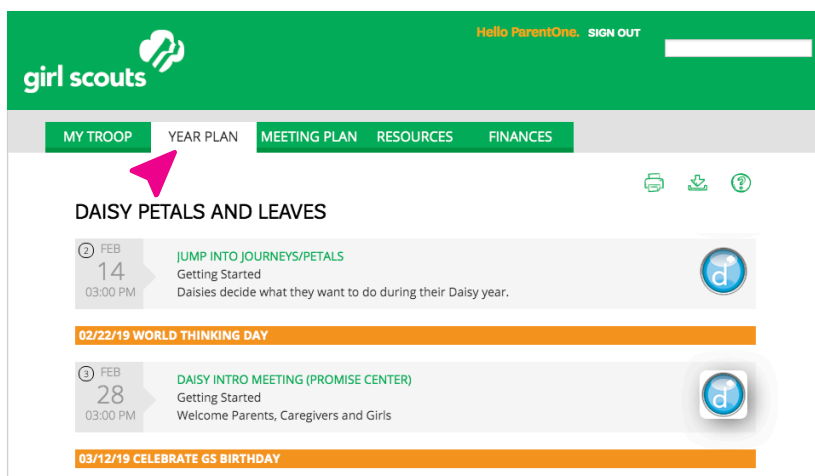 Hello ParentOne. SIGN OUT
girl scouts
MY TROOP YEAR PLAN MEETING PLAN RESOURCES FINANCES
?
DAISY PETALS AND LEAVES
2 FEB
14
03:00 PM
JUMP INTO JOURNEYS/PETALS
Getting Started
Daisies decide what they want to do during their Daisy year.
d
02/22/19 WORLD THINKING DAY
3 FEB
28
03:00 PM
DAISY INTRO MEETING (PROMISE CENTER)
Getting Started
Welcome Parents, Caregivers and Girls
d
03/12/19 CELEBRATE GS BIRTHDAY